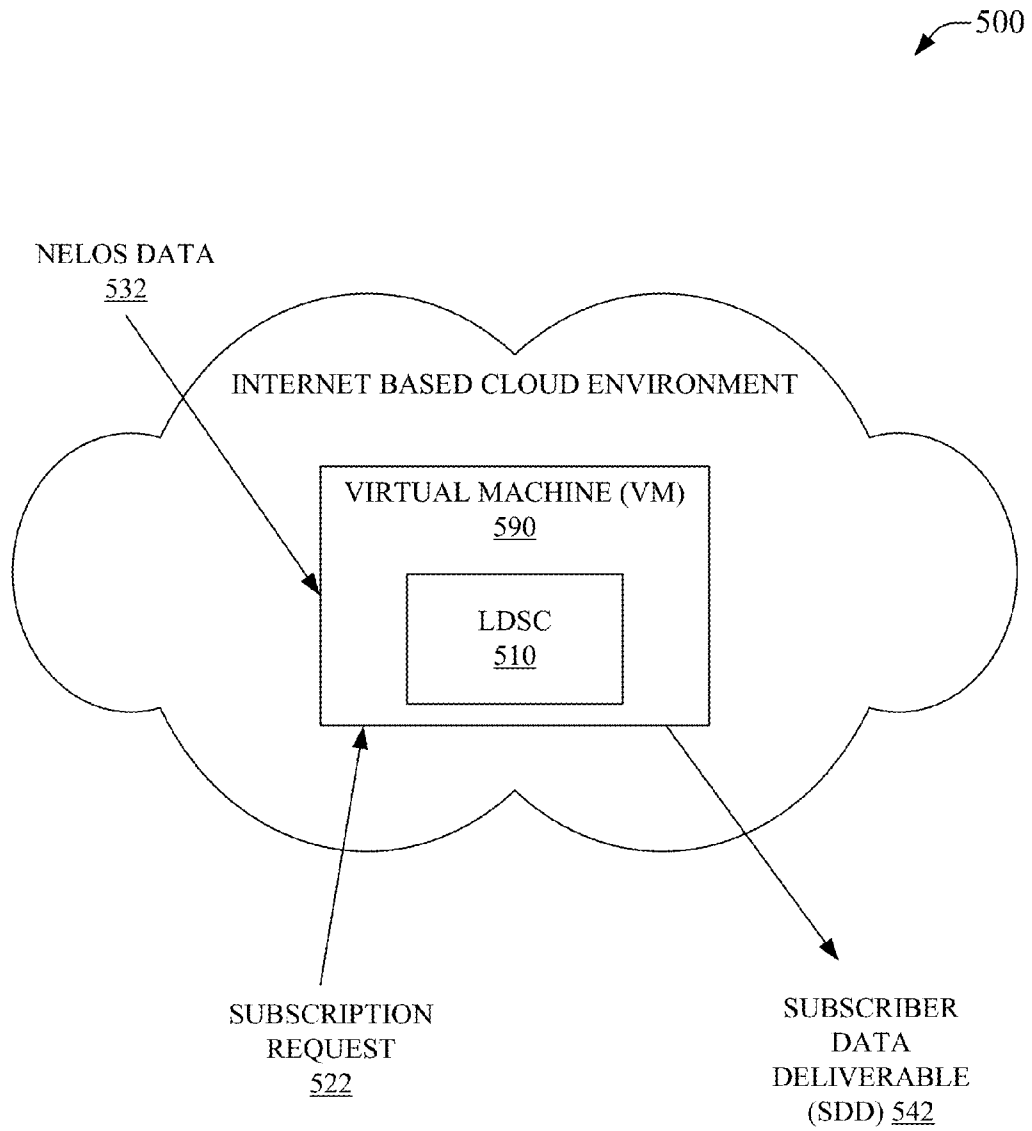 500
NELOS DATA
532
INTERNET BASED CLOUD ENVIRONMENT
VIRTUAL MACHINE (VM)
590
LDSC
510
SUBSCRIPTION
REQUEST
522
SUBSCRIBER
DATA
DELIVERABLE
(SDD) 542